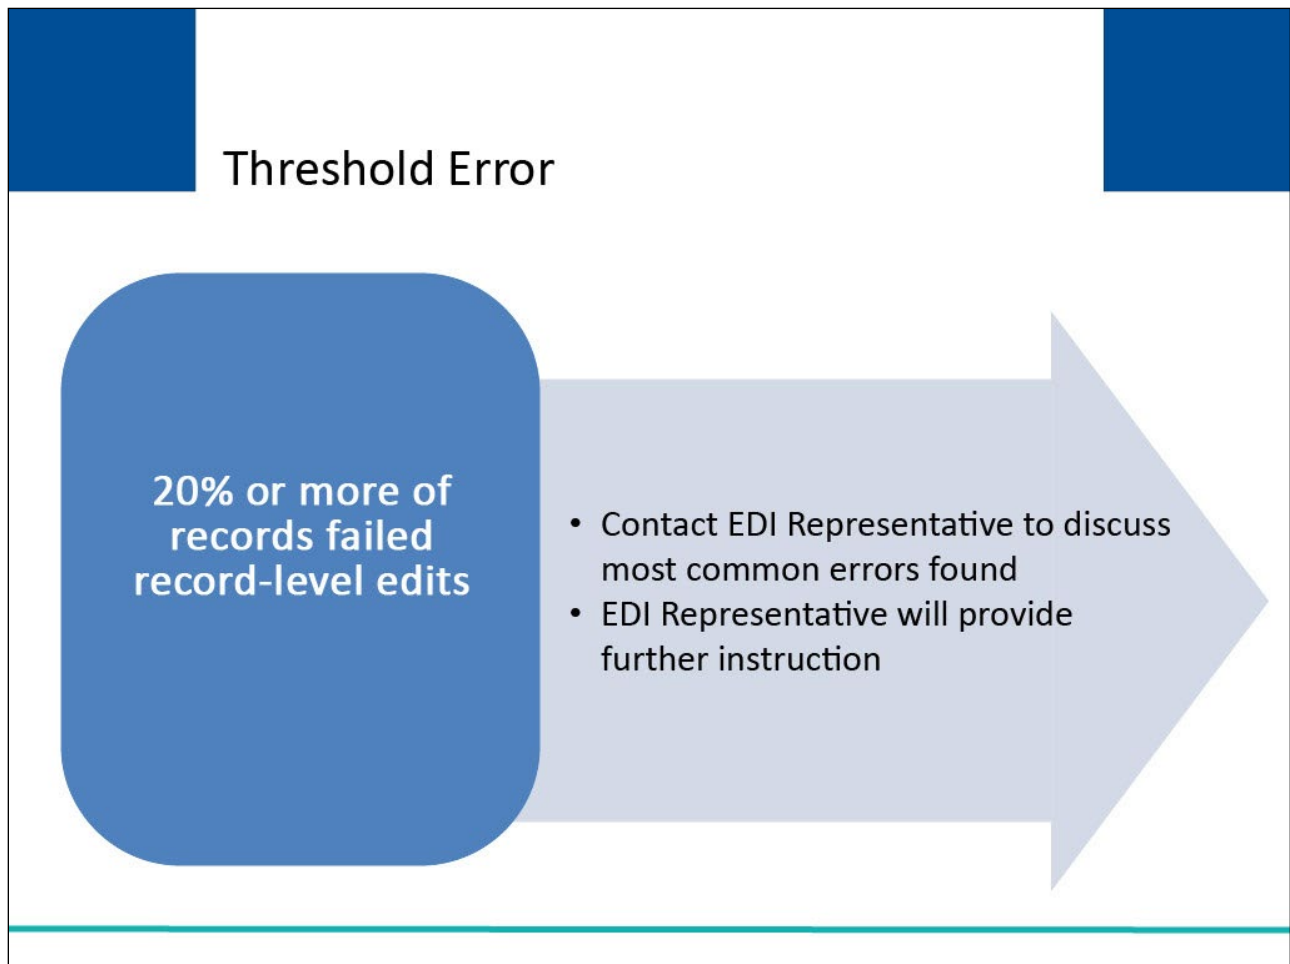 Threshold Error
20% or more of
records failed
record-level edits
• Contact EDI Representative to discuss
most common errors found
• EDI Representative will provide
further instruction